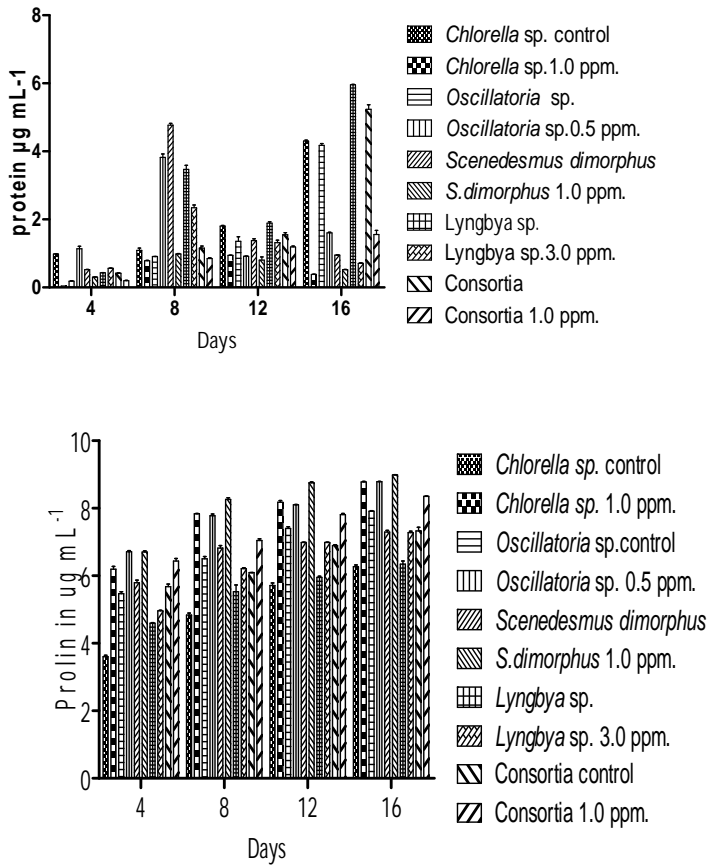 protein µg mL-1
8
6
4
2
0
4
8
12
16
Days
Chlorella sp. control
Chlorella sp.1.0 ppm.
Oscillatoria sp.
Oscillatoria sp.0.5 ppm.
Scenedesmus dimorphus
S.dimorphus 1.0 ppm.
Lyngbya sp.
Lyngbya sp.3.0 ppm.
Consortia
Consortia 1.0 ppm.
Prolin in ug mL-1
10
8
6
4
2
0
4
8
12
16
Days
Chlorella sp. control
Chlorella sp. 1.0 ppm.
Oscillatoria sp.control
Oscillatoria sp. 0.5 ppm.
Scenedesmus dimorphus
S.dimorphus 1.0 ppm.
Lyngbya sp.
Lyngbya sp. 3.0 ppm.
Consortia control
Consortia 1.0 ppm.